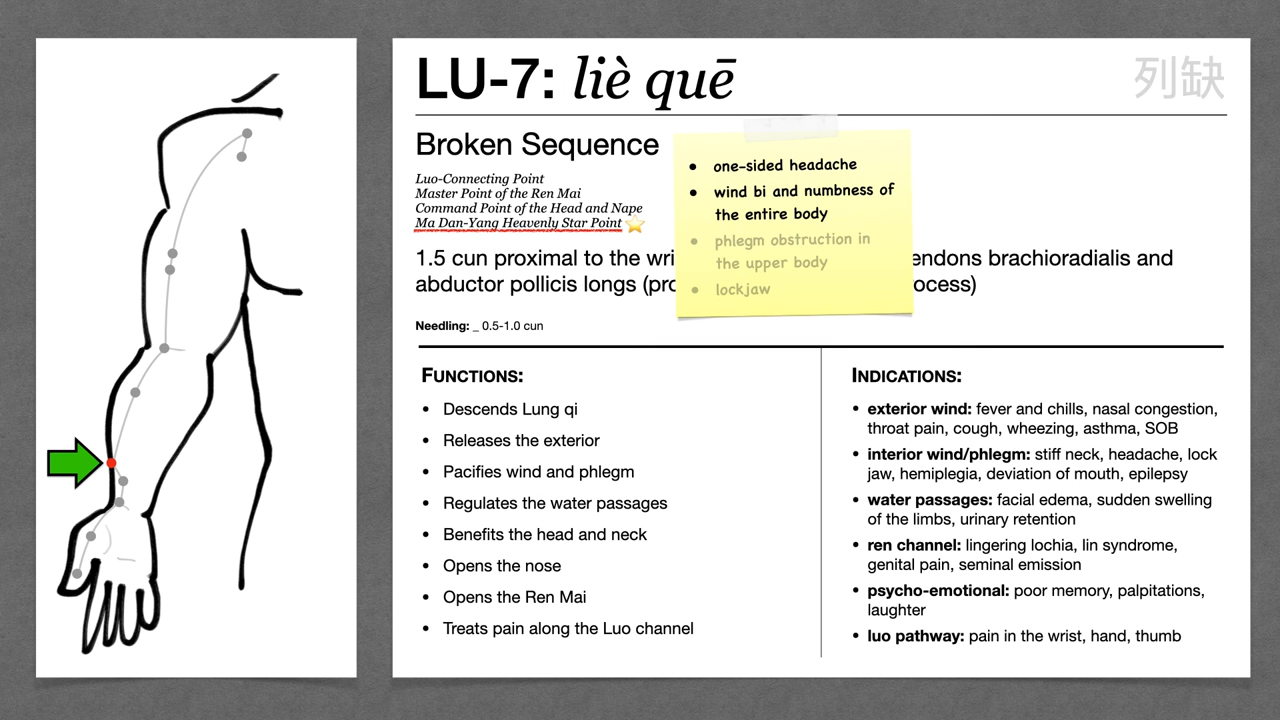 LU-7: liè quē
列缺
Broken Sequence
Luo-Connecting Point
Master Point of the Ren Mai
Command Point of the Head and Nape
Ma Dan-Yang Heavenly Star Point
• one-sided headache
• wind bi and numbness of
the entire body
• phlegm obstruction in
the upper body
• lockjaw
1.5 cun proximal to the wri endons brachioradialis and
abductor pollicis longs (pro ocess)
Needling: _ 0.5-1.0 cun
FUNCTIONS:
• Descends Lung qi
• Releases the exterior
• Pacifies wind and phlegm
• Regulates the water passages
• Benefits the head and neck
• Opens the nose
• Opens the Ren Mai
• Treats pain along the Luo channel
INDICATIONS:
• exterior wind: fever and chills, nasal congestion,
throat pain, cough, wheezing, asthma, SOB
• interior wind/phlegm: stiff neck, headache, lock
jaw, hemiplegia, deviation of mouth, epilepsy
• water passages: facial edema, sudden swelling
of the limbs, urinary retention
• ren channel: lingering lochia, lin syndrome,
genital pain, seminal emission
• psycho-emotional: poor memory, palpitations,
laughter
• luo pathway: pain in the wrist, hand, thumb